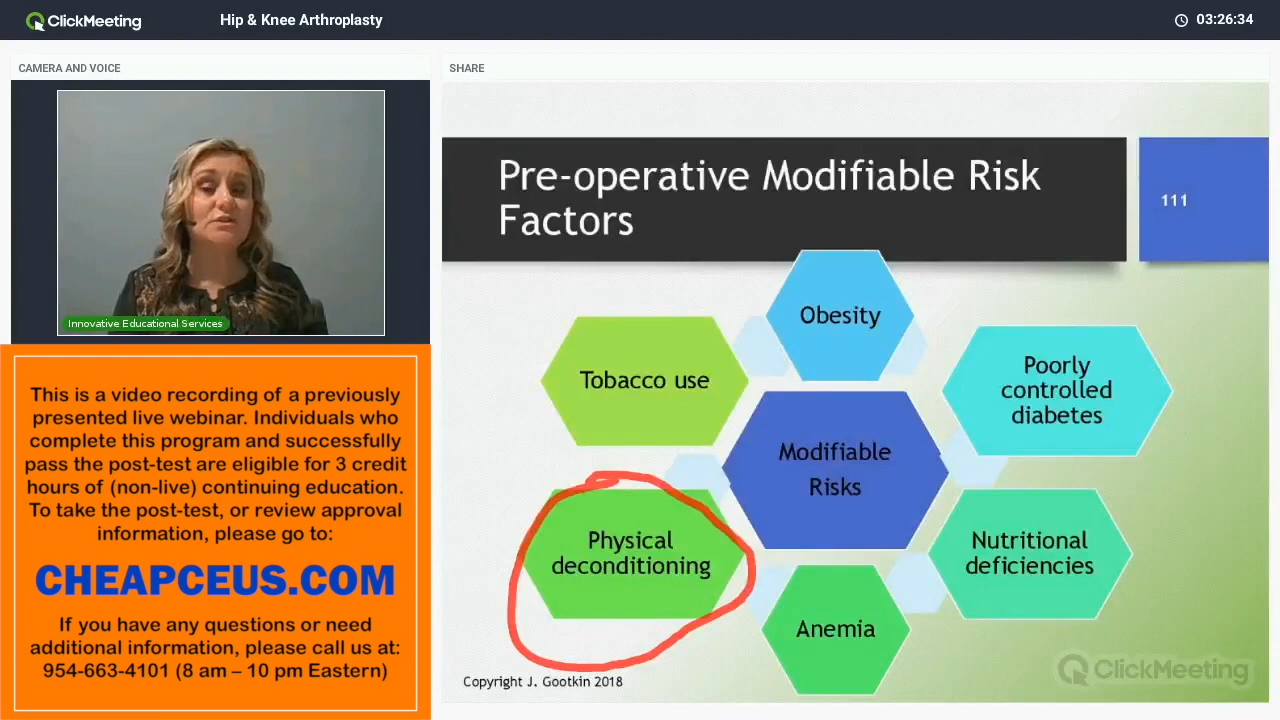 ClickMeeting
Hip & Knee Arthroplasty
03:26:34
CAMERA AND VOICE
Innovative Educational Services
This is a video recording of a previously
presented live webinar. Individuals who
complete this program and successfully
pass the post-test are eligible for 3 credit
hours of (non-live) continuing education.
To take the post-test, or review approval
information, please go to:
CHEAPCEUS.COM
If you have any questions or need
additional information, please call us at:
954-663-4101 (8 am – 10 pm Eastern)
SHARE
Pre-operative Modifiable Risk
Factors
111
Obesity
Tobacco use
Poorly
controlled
diabetes
Modifiable
Risks
Physical
deconditioning
Nutritional
deficiencies
Anemia
Copyright J. Gootkin 2018
ClickMeeting